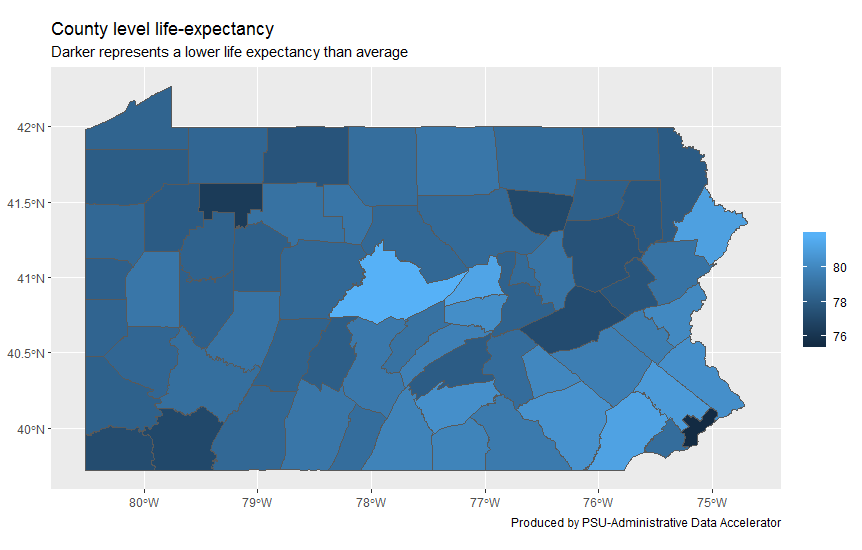 County level life-expectancy
Darker represents a lower life expectancy than average
42°N
41.5°N
41°N
40.5°N
40°N
80
78
76
80°W
79°W
78°W
77°W
76°W
75°W
Produced by PSU-Administrative Data Accelerator